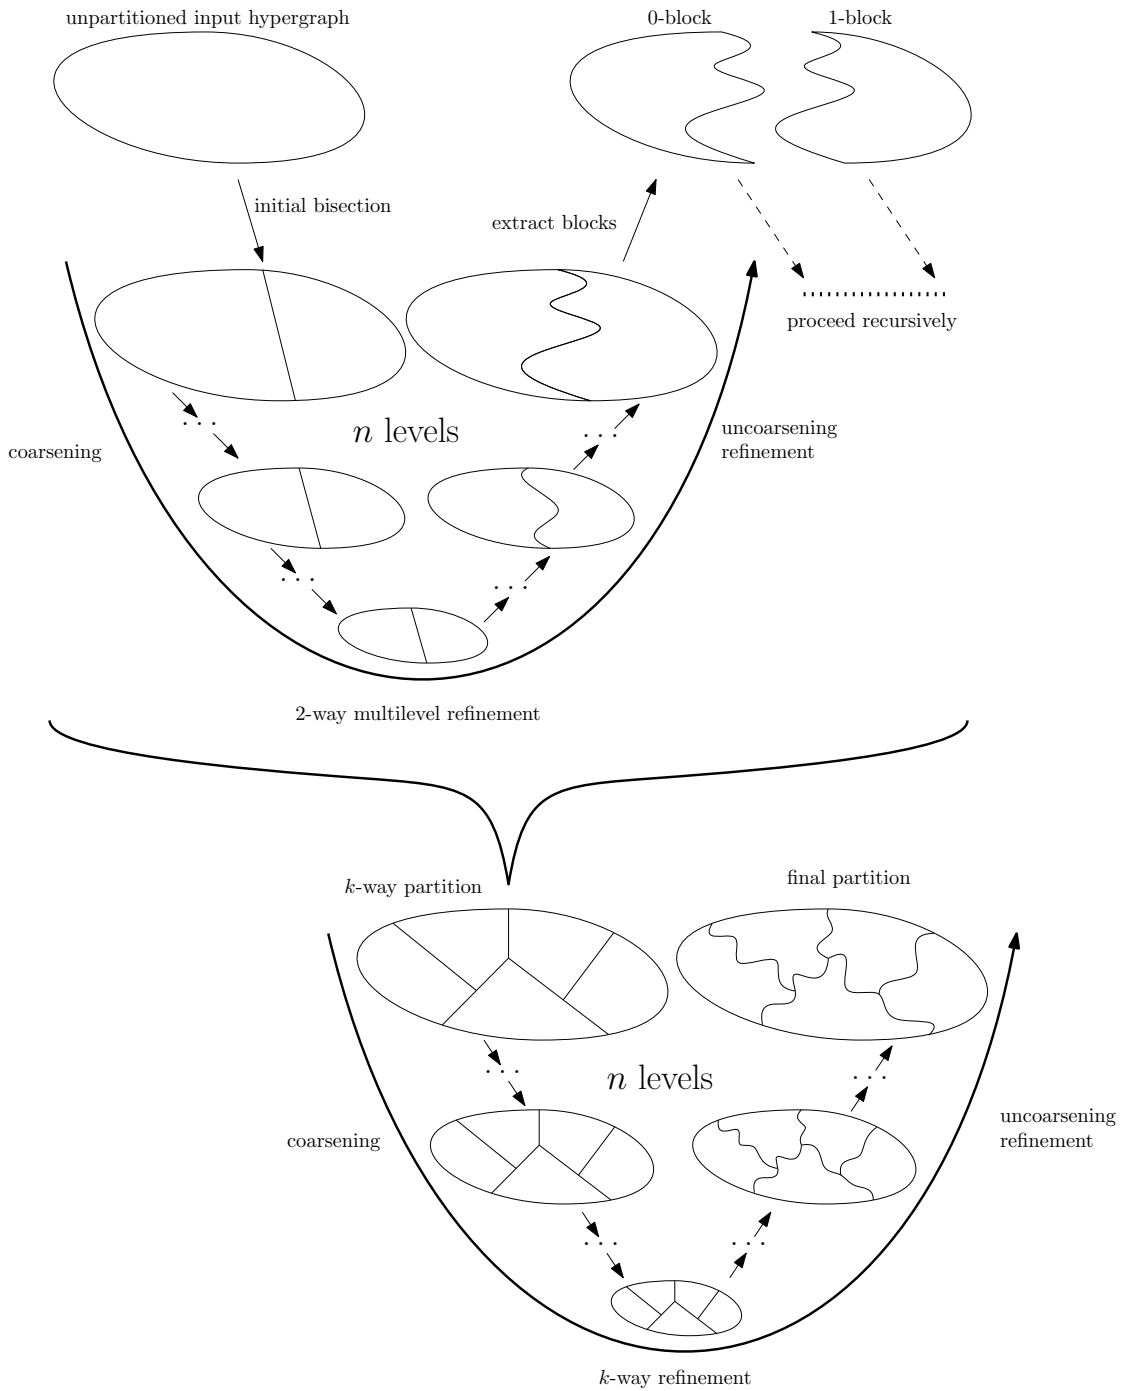 unpartitioned input hypergraph
0-block
1-block
initial bisection
extract blocks
proceed recursively
n levels
coarsening
uncoarsening
refinement
2-way multilevel refinement
k-way partition
final partition
n levels
coarsening
uncoarsening
refinement
k-way refinement